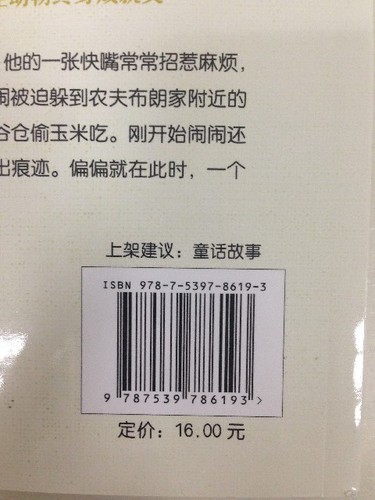 他的一张快嘴常常招惹麻烦，
闹被迫躲到农夫布朗家附近的
谷仓偷玉米吃。刚开始闹闹还
出痕迹。偏偏就在此时，一个
上架建议：童话故事
ISBN 978-7-5397-8619-3
9 787539 786193 >
定价：16.00 元